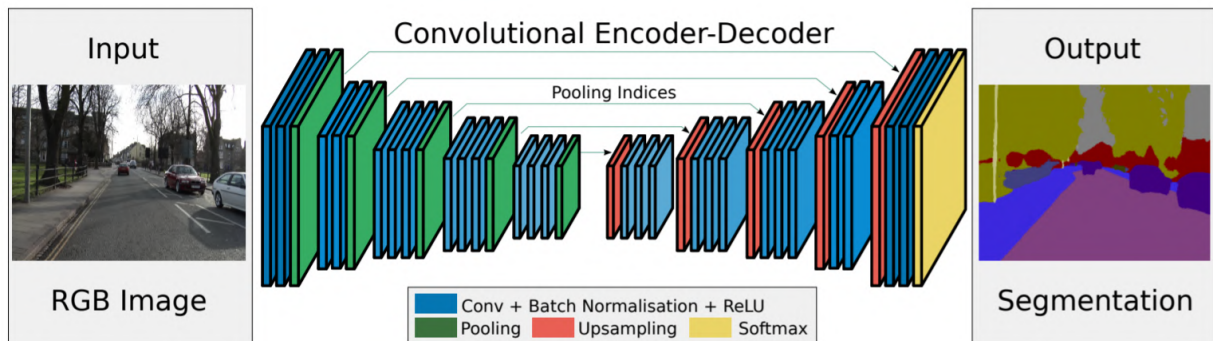 Input
RGB Image
Convolutional Encoder-Decoder
Pooling Indices
Conv + Batch Normalisation + ReLU
Pooling Upsampling Softmax
Output
Segmentation